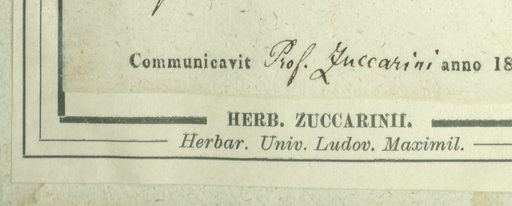 Communicavit Prof. Zuccarini anno 18
HERB. ZUCCARINII.
Herbar. Univ. Ludov. Maximil.